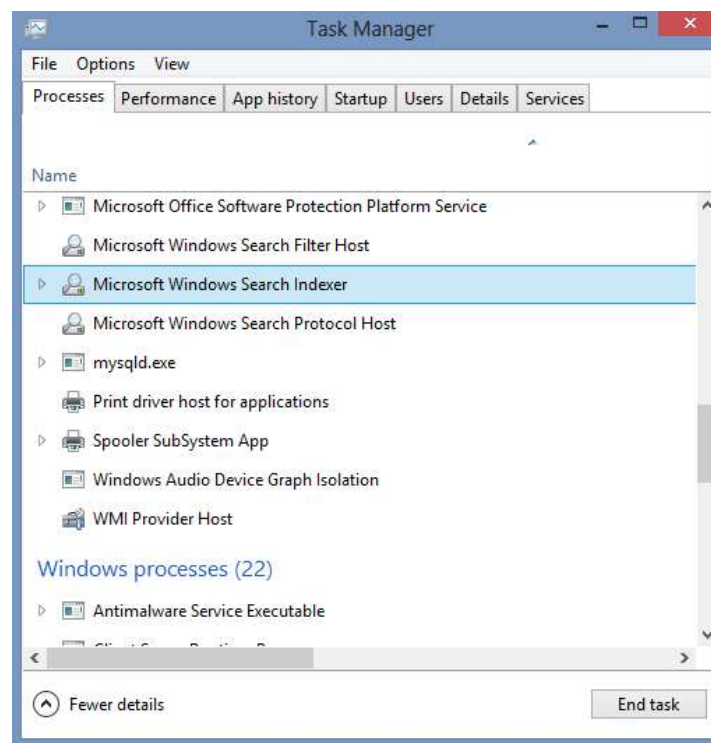 Task Manager
File Options View
Processes Performance App history Startup Users Details Services
Name
Microsoft Office Software Protection Platform Service
Microsoft Windows Search Filter Host
Microsoft Windows Search Indexer
Microsoft Windows Search Protocol Host
mysqld.exe
Print driver host for applications
Spooler SubSystem App
Windows Audio Device Graph Isolation
WMI Provider Host
Windows processes (22)
Antimalware Service Executable
Fewer details
End task